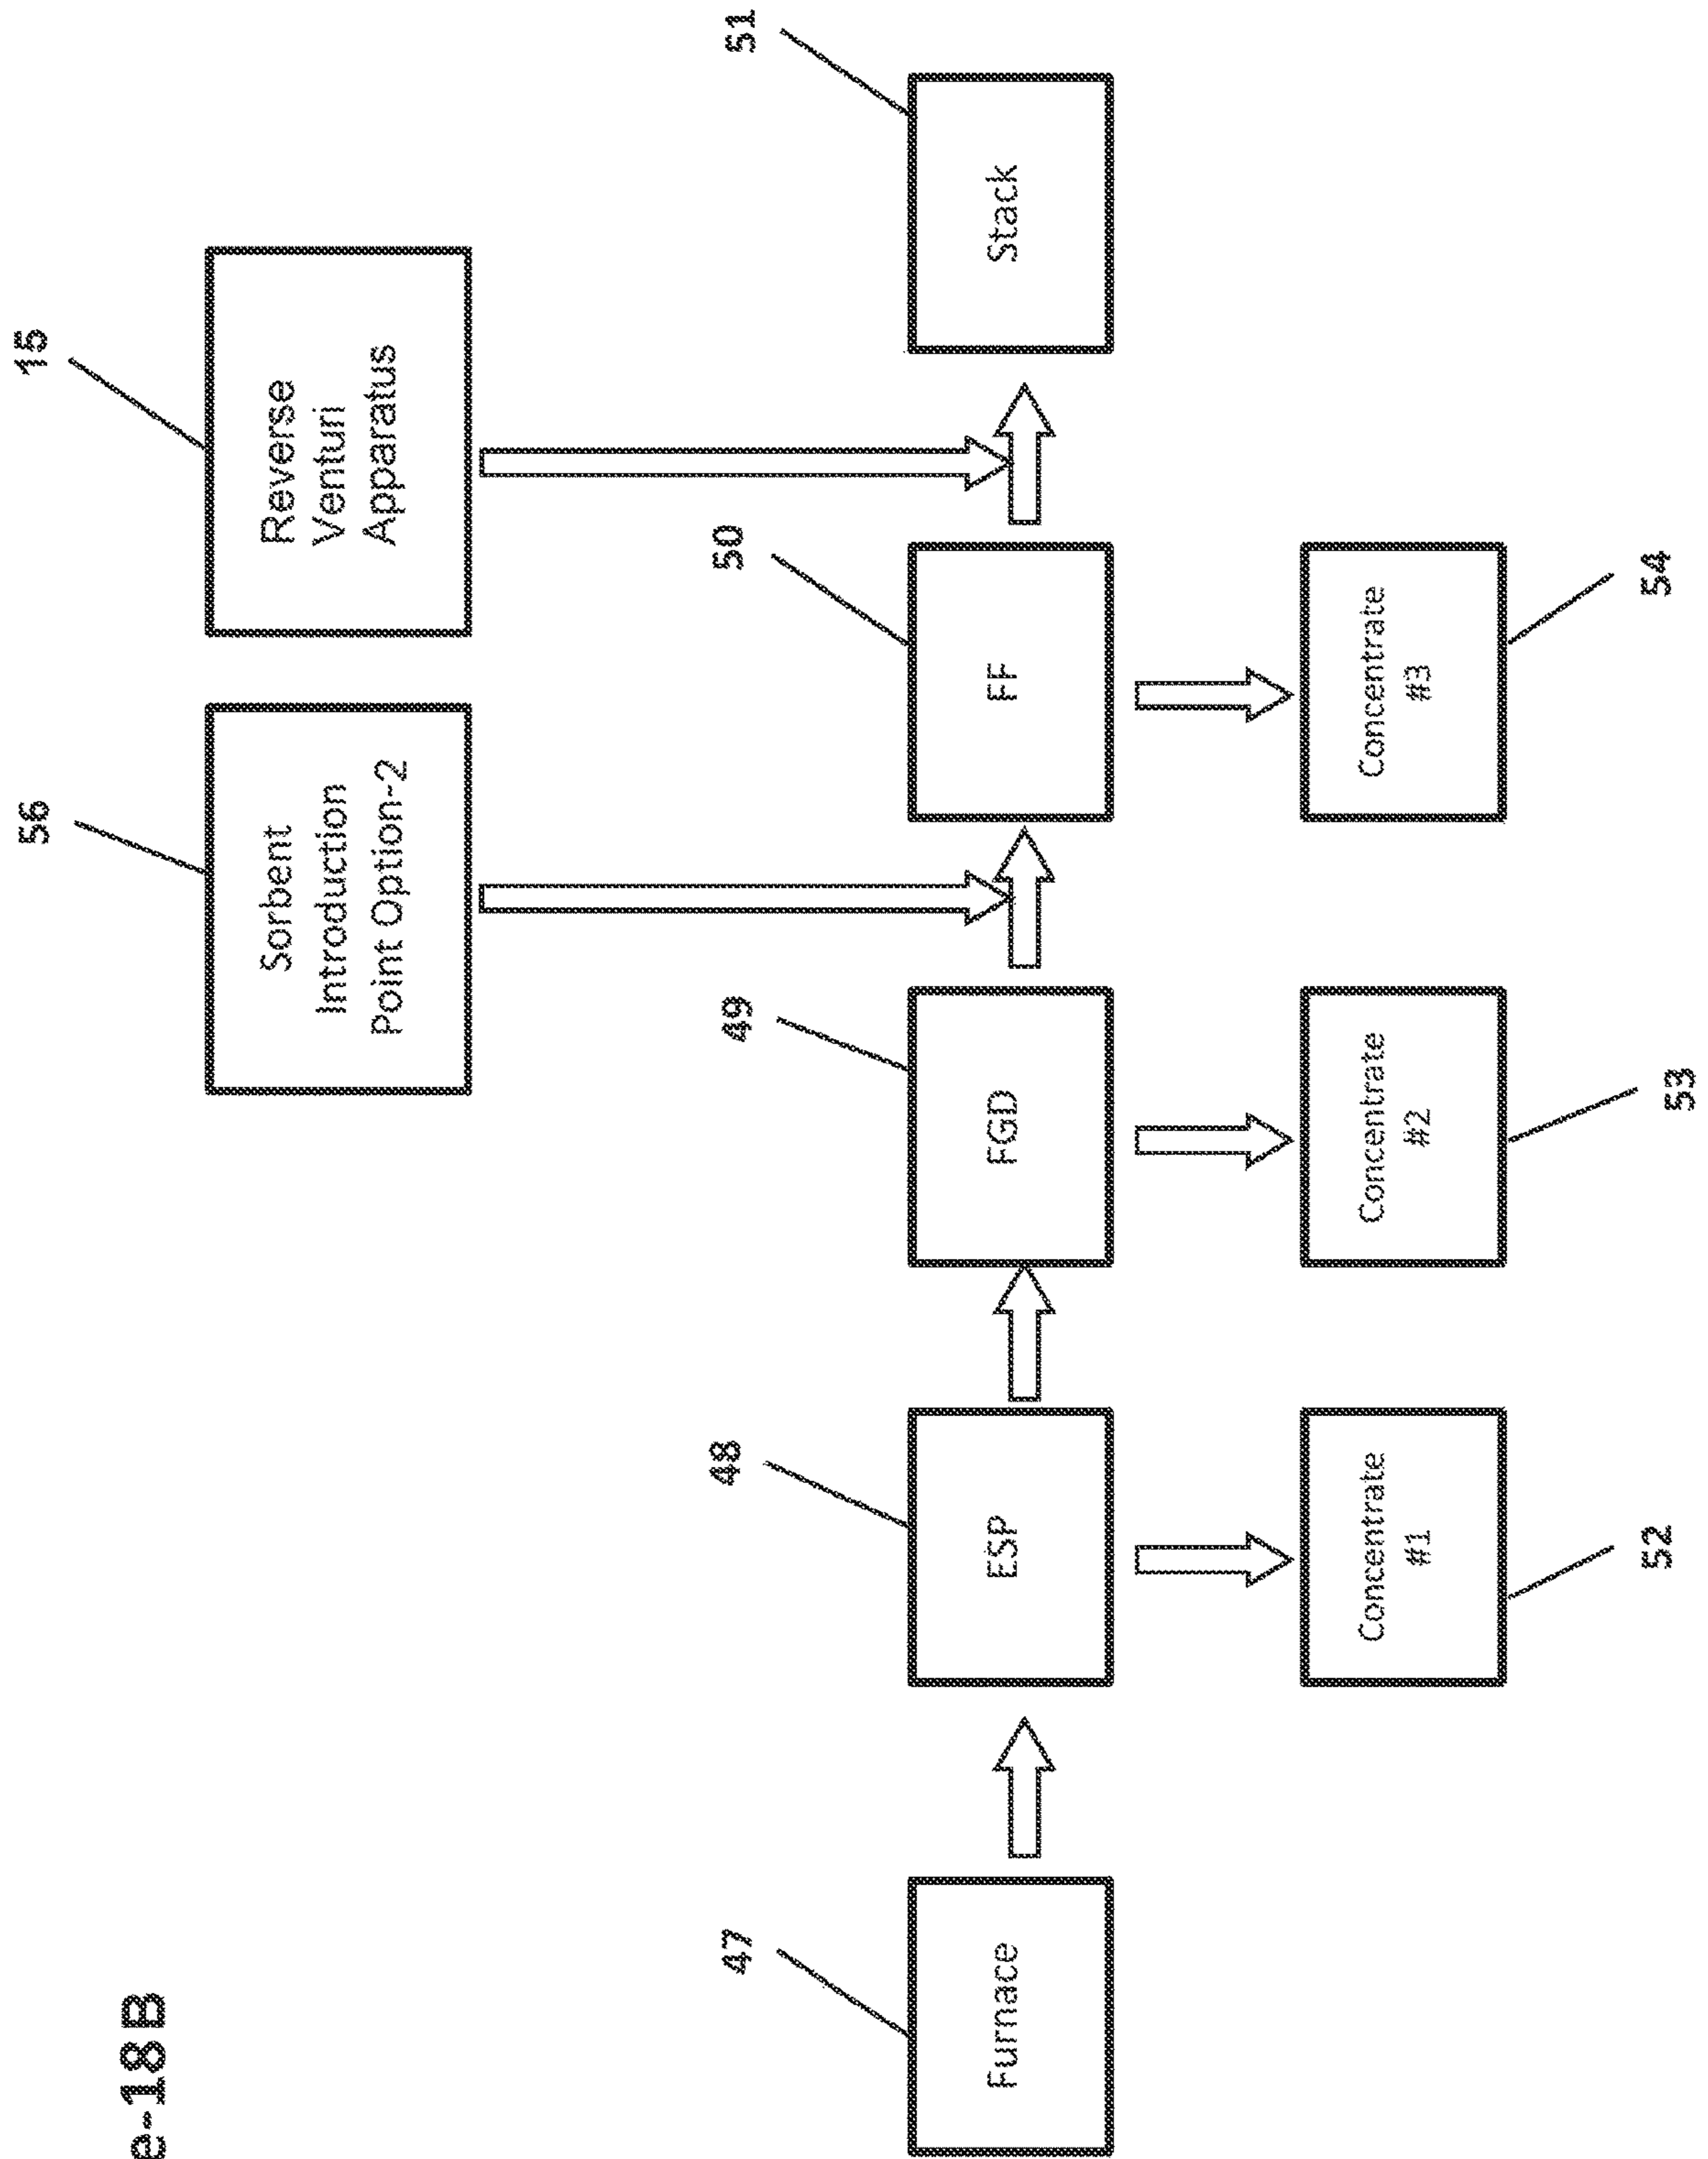 e-18B
56
15
Sorbent
Introduction
Point Option-2
Reverse
Venturi
Apparatus
47
48
49
50
51
Furnace
ESP
FGD
FF
Stack
Concentrate
#1
Concentrate
#2
Concentrate
#3
52
53
54